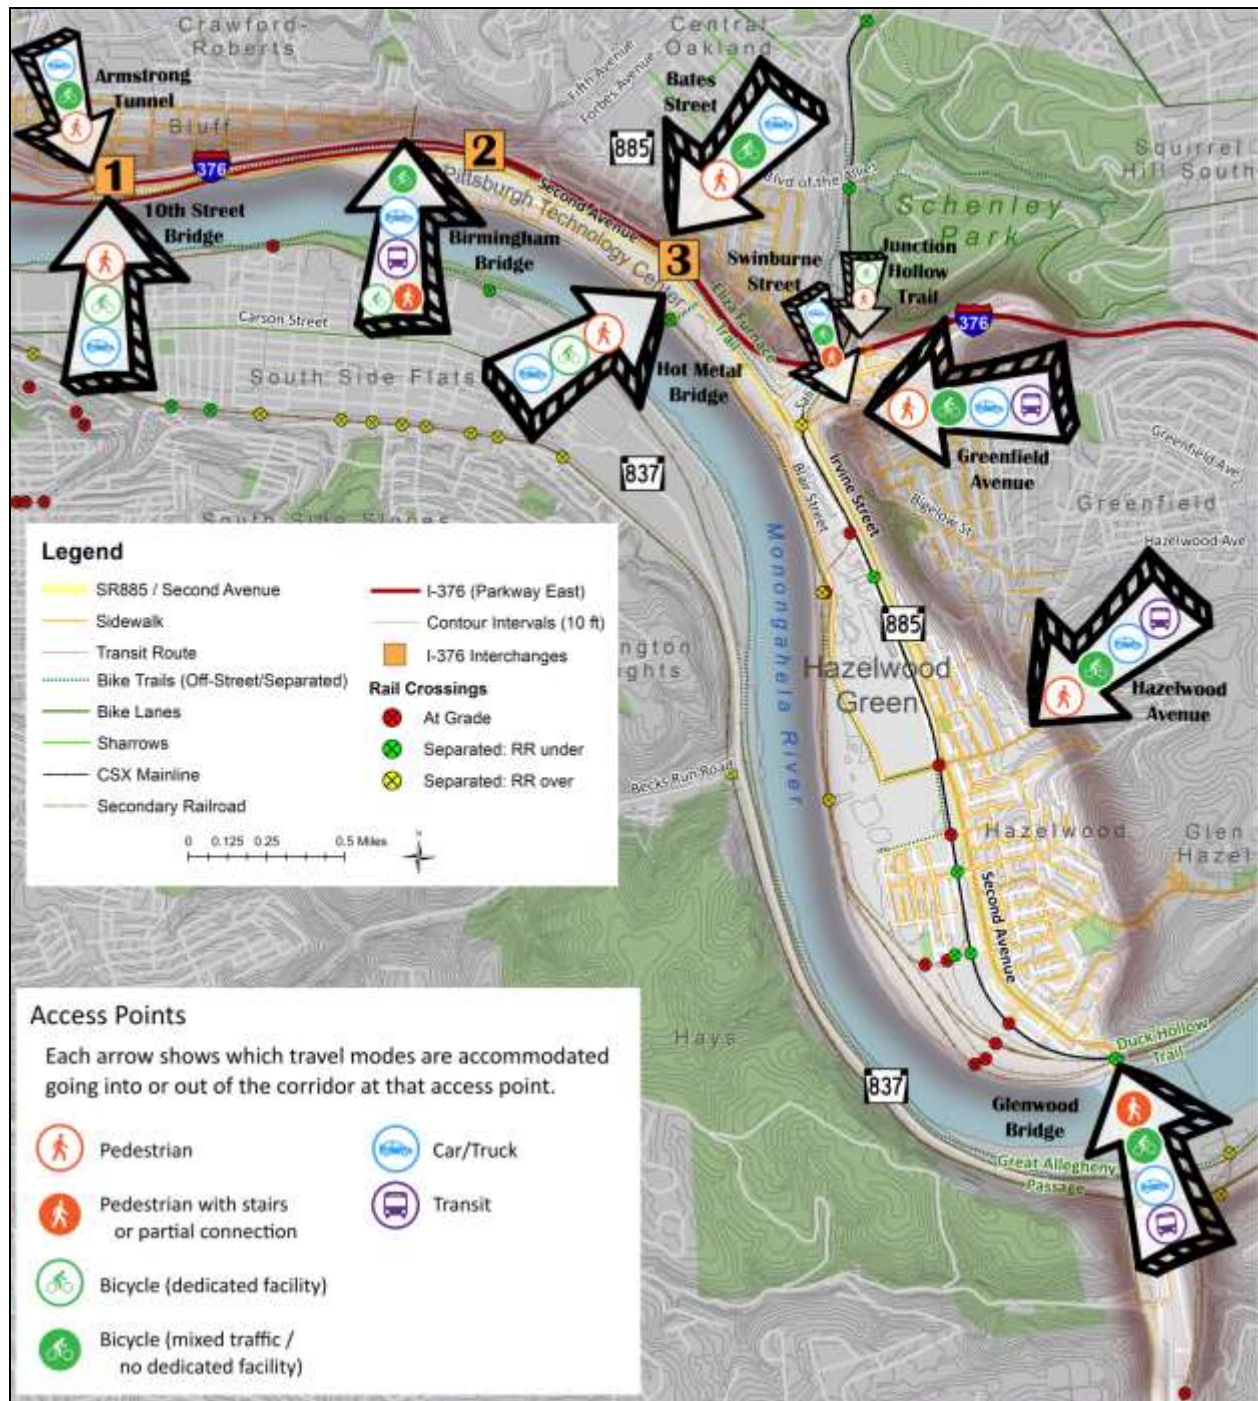 Crawford-
Roberts
Central
Oakland
Armstrong
Tunnel
Bluff
Fifth Avenue
Forbes Avenue
Bates
Street
885
1
376
2
Blvd of the Allies
Squirrel
Hill South
Schenley
Park
10th Street
Bridge
Pittsburgh Technology Center
Second Avenue
Birmingham
Bridge
3
Swinburne
Street
Junction
Hollow
Trail
376
Carson Street
Eliza Furnace
Trail
South Side Flats
Hot Metal
Bridge
Greenfield Ave
Greenfield
Avenue
837
Blair Street
Irvine Street
Bigelow St
Greenfield
South Side Slopes
Hazelwood Ave
Monongahela River
Legend
SR885 / Second Avenue
Sidewalk
Transit Route
Bike Trails (Off-Street/Separated)
Bike Lanes
Sharrows
CSX Mainline
Secondary Railroad
I-376 (Parkway East)
Contour Intervals (10 ft)
I-376 Interchanges
Rail Crossings
At Grade
Separated: RR under
Separated: RR over
0 0.125 0.25 0.5 Miles
885
ington
ights
Hazelwood
Green
Hazelwood
Avenue
Becks Run Road
Hazelwood
Glen
Hazel
Second Avenue
Hays
Duck Hollow
Trail
837
Glenwood
Bridge
Great Allegheny
Passage
Access Points
Each arrow shows which travel modes are accommodated
going into or out of the corridor at that access point.
Pedestrian
Pedestrian with stairs
or partial connection
Bicycle (dedicated facility)
Bicycle (mixed traffic /
no dedicated facility)
Car/Truck
Transit